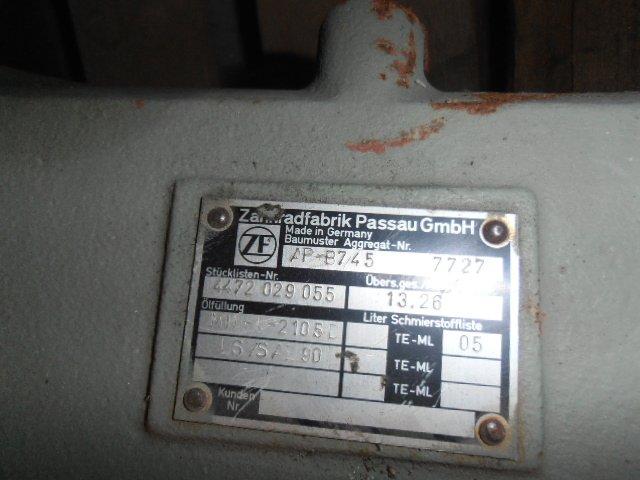 Zahnradfabrik Passau GmbH
ZF
Made in Germany
Baumuster Aggregat-Nr.
AP-B745 7727
Stücklisten-Nr. Übers.ges.
4472 029 055 13.26
Ölfüllung Liter Schmierstoffliste
TE-ML 05
90 TE-ML
TE-ML
Kunden
Nr.